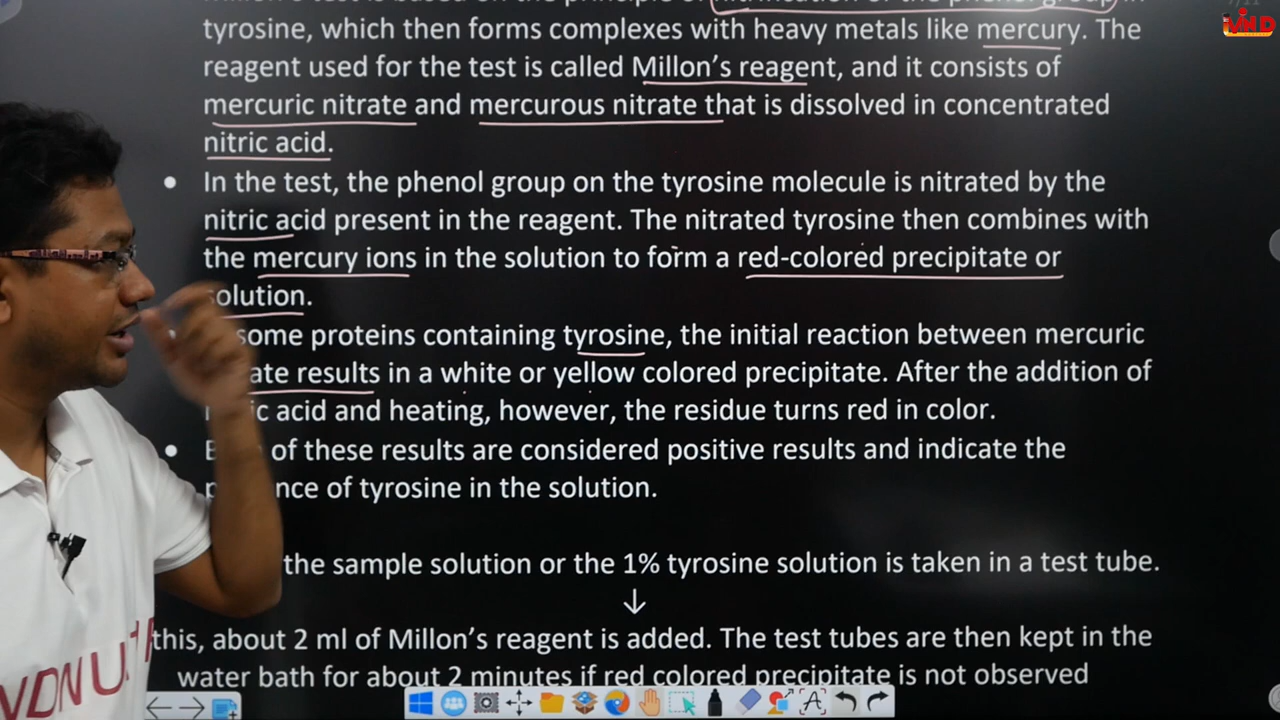 tyrosine, which then forms complexes with heavy metals like mercury. The
reagent used for the test is called Millon's reagent, and it consists of
mercuric nitrate and mercurous nitrate that is dissolved in concentrated
nitric acid.
• In the test, the phenol group on the tyrosine molecule is nitrated by the
nitric acid present in the reagent. The nitrated tyrosine then combines with
the mercury ions in the solution to form a red-colored precipitate or
solution.
some proteins containing tyrosine, the initial reaction between mercuric
results in a white or yellow colored precipitate. After the addition of
acid and heating, however, the residue turns red in color.
• of these results are considered positive results and indicate the
of tyrosine in the solution.
the sample solution or the 1% tyrosine solution is taken in a test tube.
↓
this, about 2 ml of Millon's reagent is added. The test tubes are then kept in the
water bath for about 2 minutes if red colored precipitate is not observed